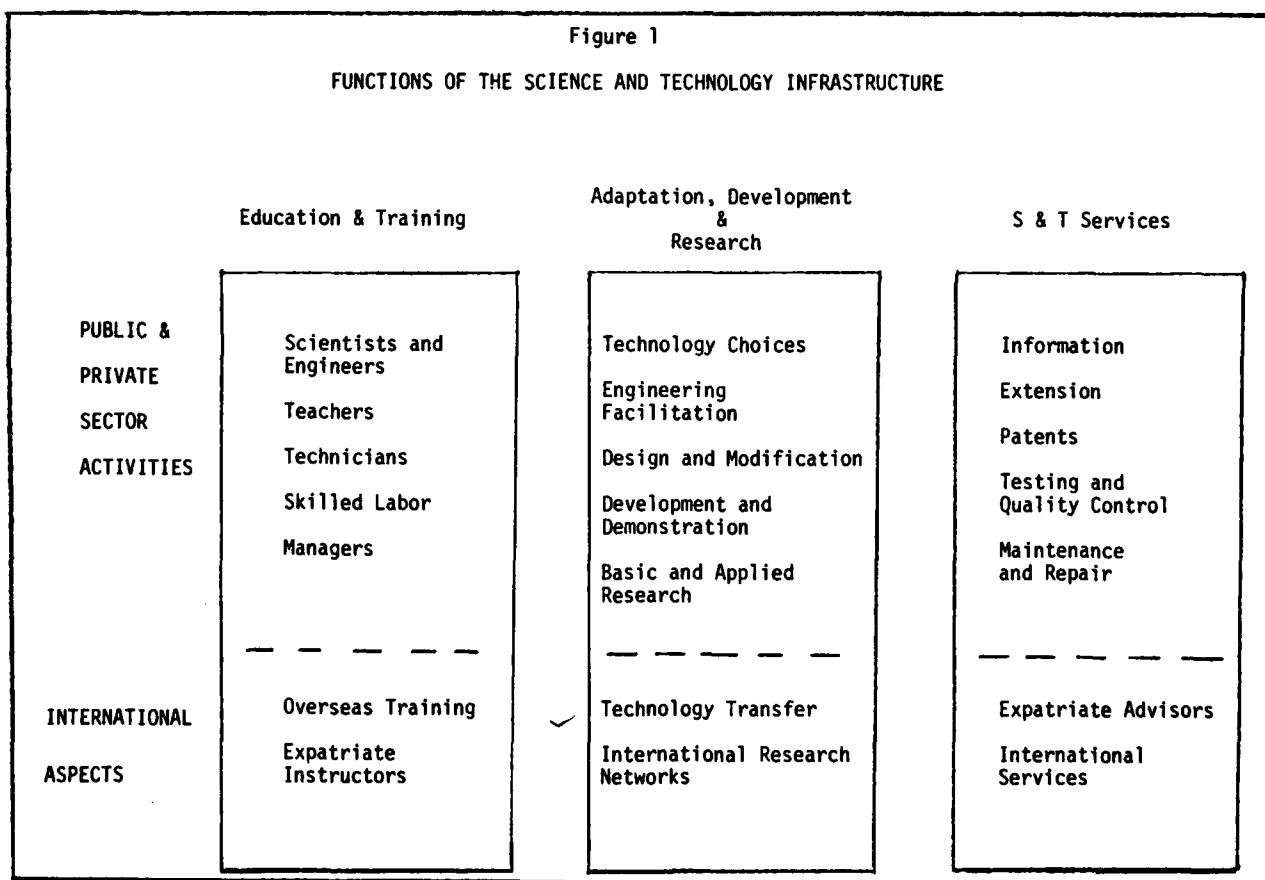 Figure 1
FUNCTIONS OF THE SCIENCE AND TECHNOLOGY INFRASTRUCTURE
Education & Training
Adaptation, Development
&
Research
S & T Services
PUBLIC &
PRIVATE
SECTOR
ACTIVITIES
Scientists and
Engineers
Teachers
Technicians
Skilled Labor
Managers
Technology Choices
Engineering
Facilitation
Design and Modification
Development and
Demonstration
Basic and Applied
Research
Information
Extension
Patents
Testing and
Quality Control
Maintenance
and Repair
INTERNATIONAL
ASPECTS
Overseas Training
Expatriate
Instructors
Technology Transfer
International Research
Networks
Expatriate Advisors
International
Services